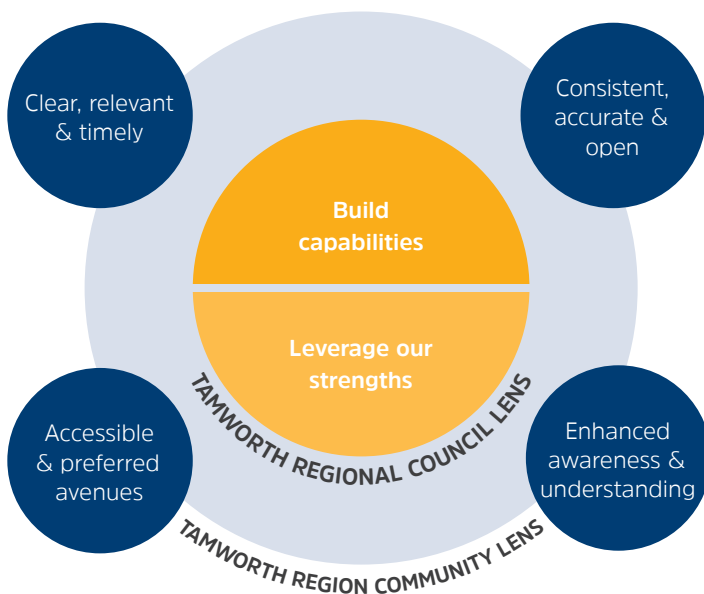 Clear, relevant
& timely
Consistent,
accurate &
open
Build
capabilities
Leverage our
strengths
TAMWORTH REGIONAL COUNCIL LENS
Accessible
& preferred
avenues
Enhanced
awareness &
understanding
TAMWORTH REGION COMMUNITY LENS